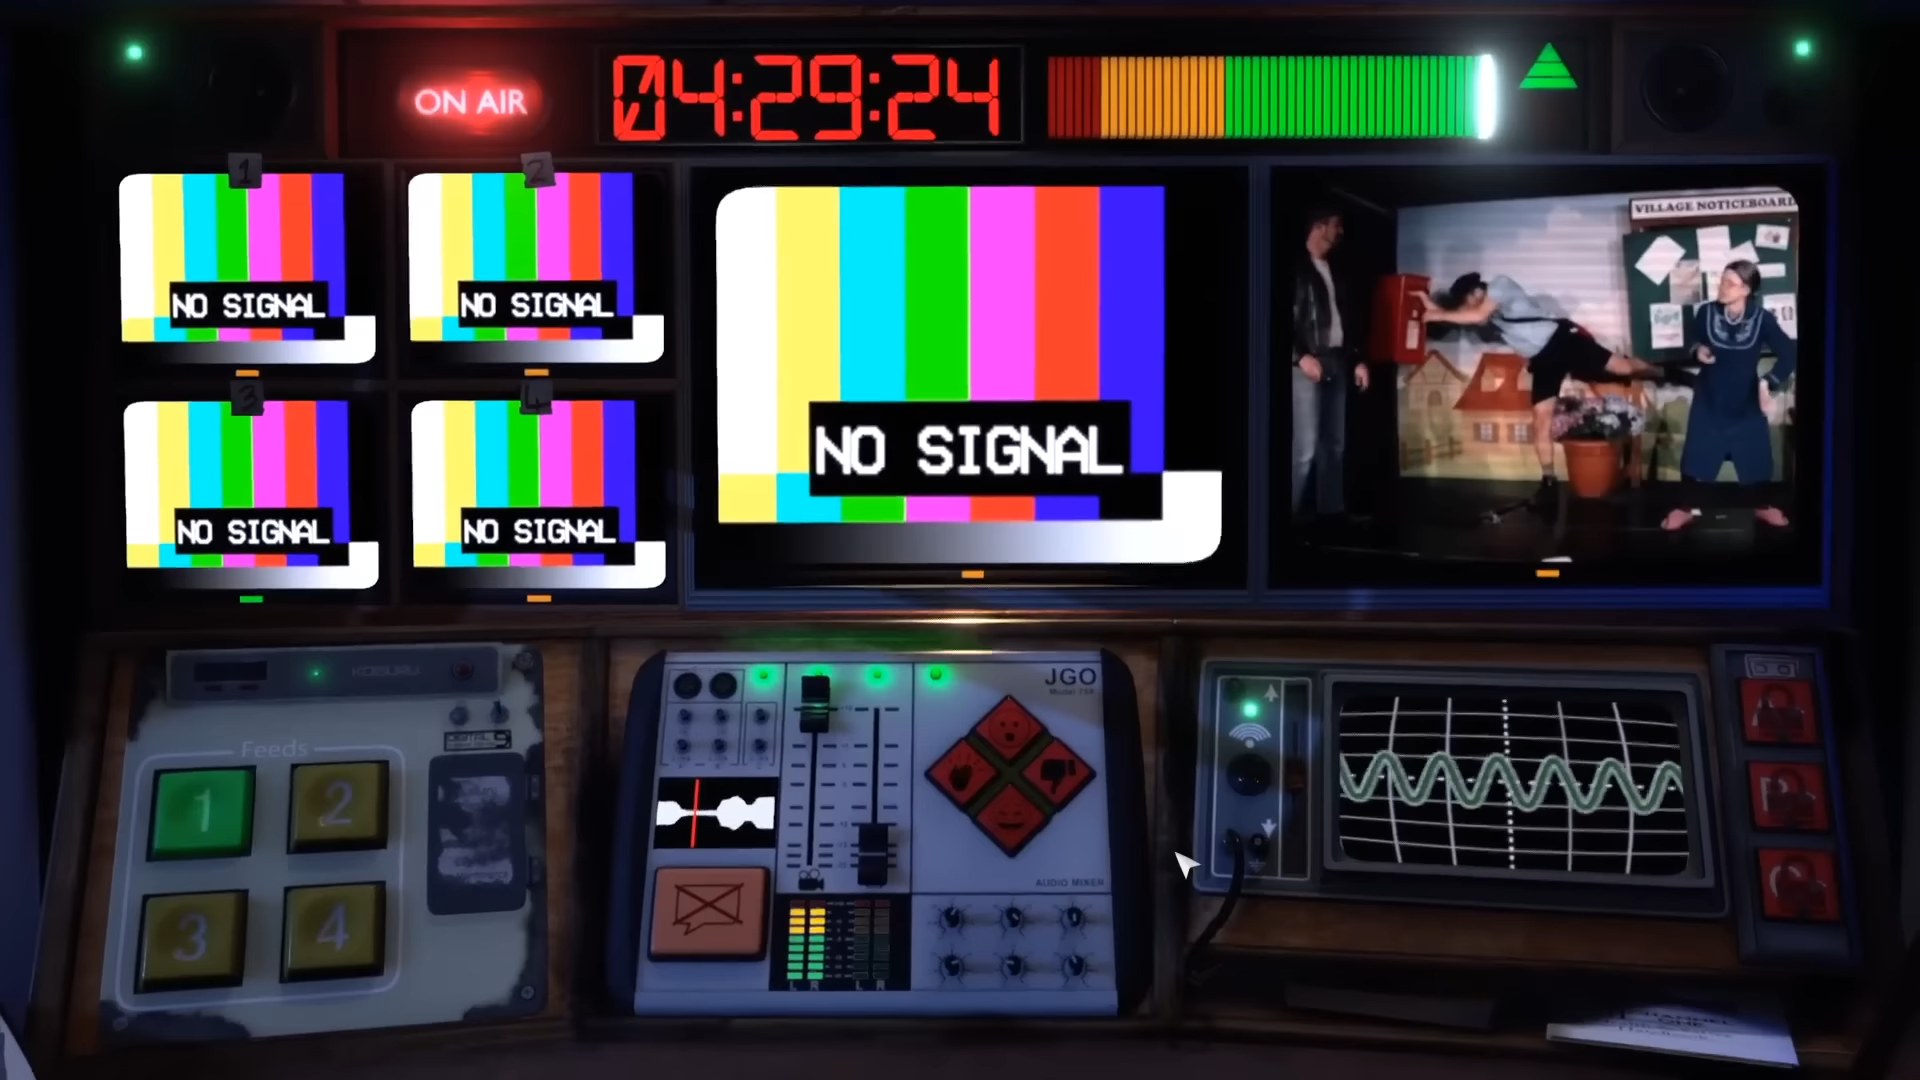 ON AIR
04:29:24
1
2
NO SIGNAL
NO SIGNAL
3
4
NO SIGNAL
NO SIGNAL
NO SIGNAL
VILLAGE NOTICEBOARD
KOSURU
Feeds
1
2
3
4
JGO
AUDIO MIXER
L R L R